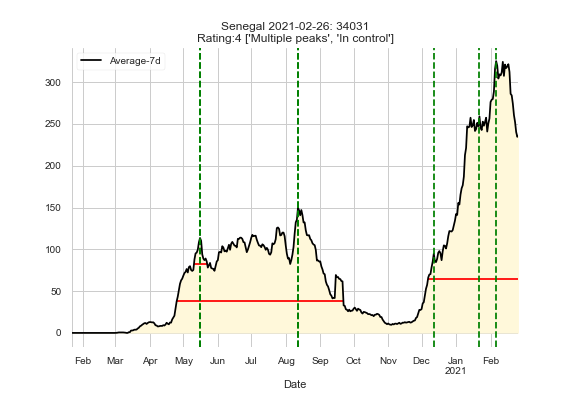 Senegal 2021-02-26: 34031
Rating:4 ['Multiple peaks', 'In control']
Average-7d
300
250
200
150
100
50
0
Feb Mar Apr May Jun Jul Aug Sep Oct Nov Dec Jan Feb
2021
Date